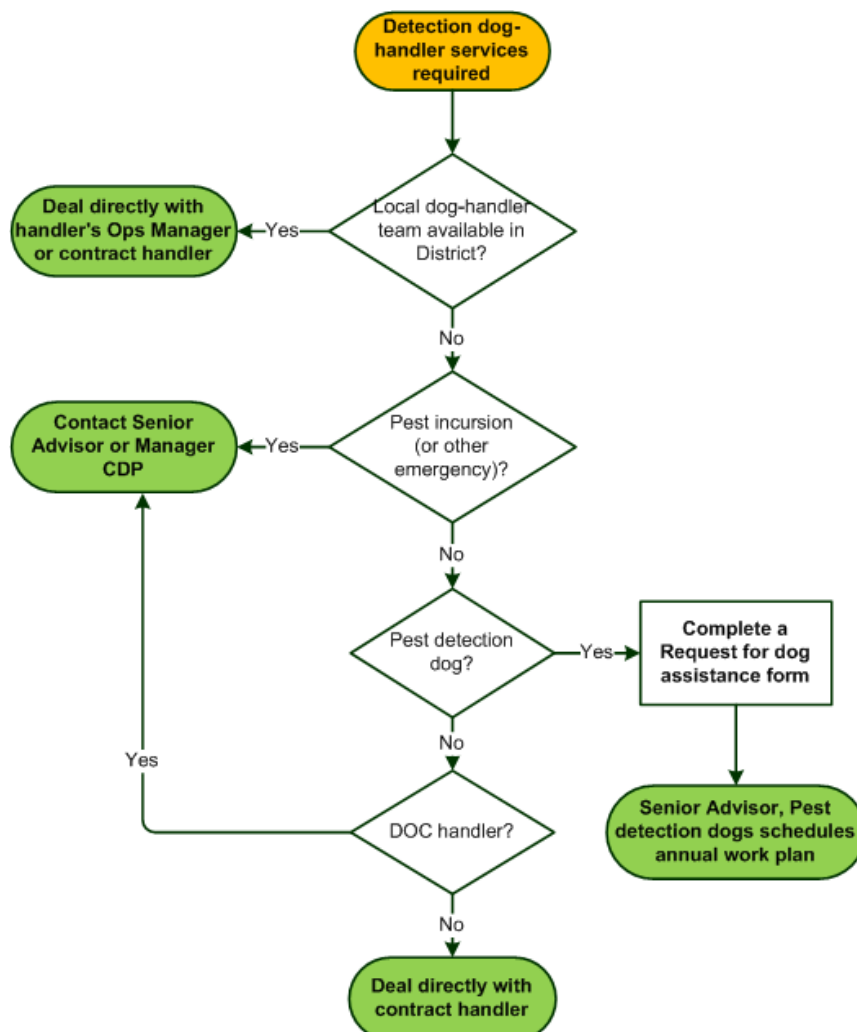 Detection dog-
handler services
required
Local dog-handler
team available in
District?
Yes
Deal directly with
handler's Ops Manager
or contract handler
No
Pest incursion
(or other
emergency)?
Yes
Contact Senior
Advisor or Manager
CDP
No
Pest detection
dog?
Yes
Complete a
Request for dog
assistance form
Senior Advisor, Pest
detection dogs schedules
annual work plan
No
DOC handler?
Yes
No
Deal directly with
contract handler